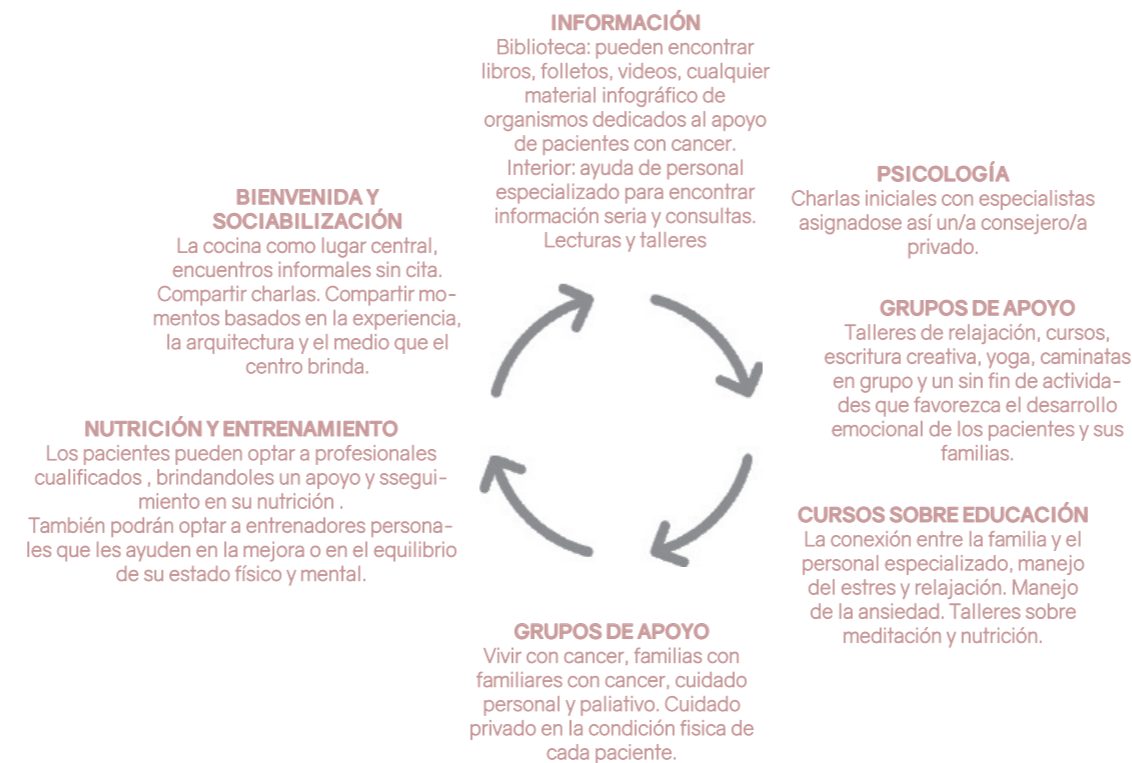 INFORMACIÓN
Biblioteca: pueden encontrar
libros, folletos, videos, cualquier
material infográfico de
organismos dedicados al apoyo
de pacientes con cancer.
Interior: ayuda de personal
especializado para encontrar
información seria y consultas.
Lecturas y talleres
PSICOLOGÍA
Charlas iniciales con especialistas
asignadose así un/a consejero/a
privado.
GRUPOS DE APOYO
Talleres de relajación, cursos,
escritura creativa, yoga, caminatas
en grupo y un sin fin de activida-
des que favorezca el desarrollo
emocional de los pacientes y sus
familias.
CURSOS SOBRE EDUCACIÓN
La conexión entre la familia y el
personal especializado, manejo
del estres y relajación. Manejo
de la ansiedad. Talleres sobre
meditación y nutrición.
GRUPOS DE APOYO
Vivir con cancer, familias con
familiares con cancer, cuidado
personal y paliativo. Cuidado
privado en la condición fisica de
cada paciente.
NUTRICIÓN Y ENTRENAMIENTO
Los pacientes pueden optar a profesionales
cualificados , brindandoles un apoyo y ssegui-
miento en su nutrición .
También podrán optar a entrenadores persona-
les que les ayuden en la mejora o en el equilibrio
de su estado físico y mental.
BIENVENIDA Y
SOCIABILIZACIÓN
La cocina como lugar central,
encuentros informales sin cita.
Compartir charlas. Compartir mo-
mentos basados en la experiencia,
la arquitectura y el medio que el
centro brinda.